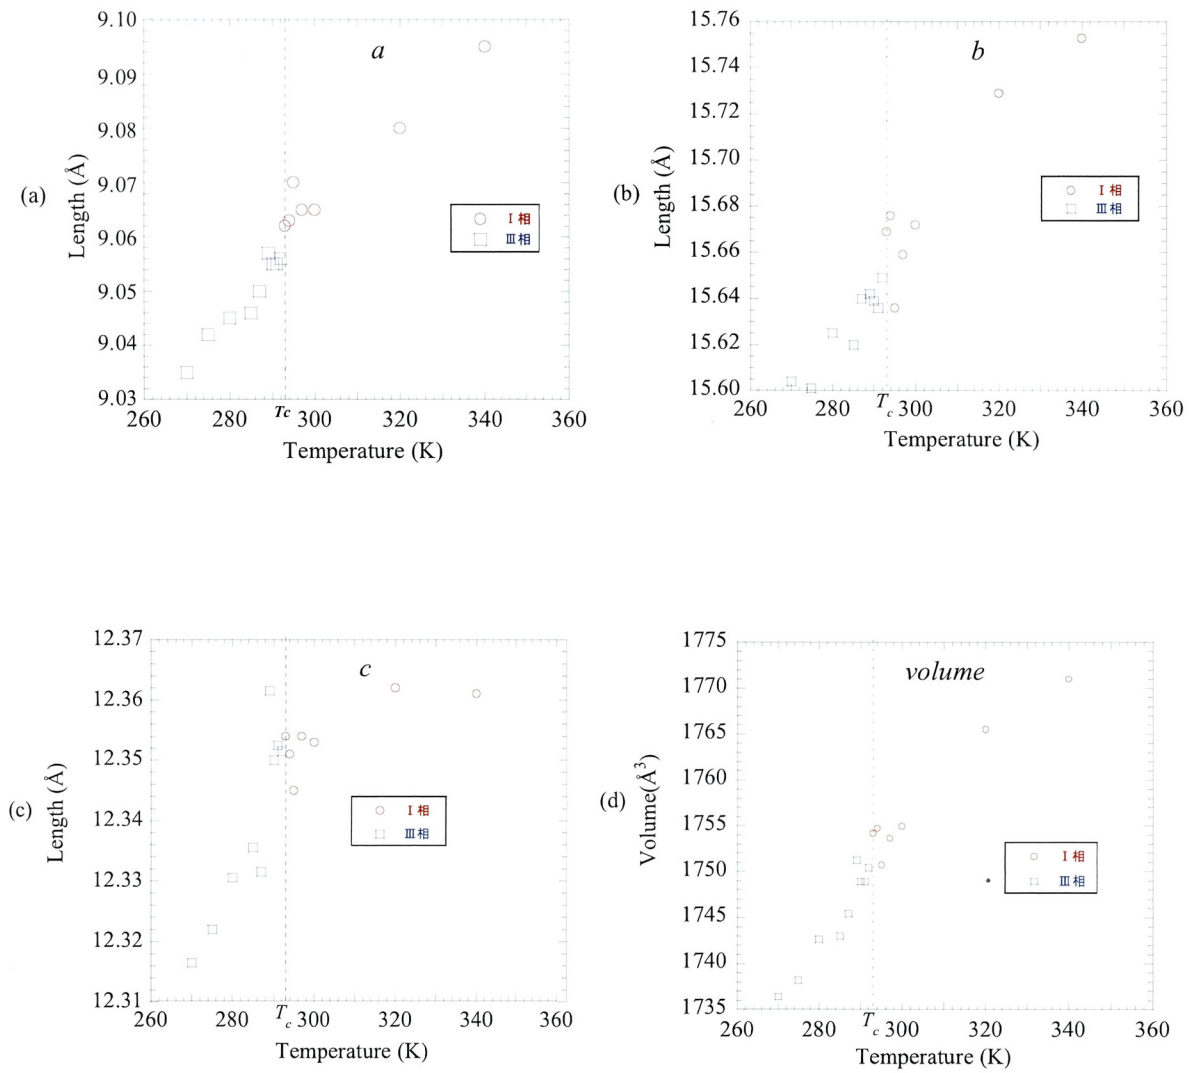 (a)
a
Length (Å)
9.10
9.09
9.08
9.07
9.06
9.05
9.04
9.03
260
280
Tc
300
320
340
360
Temperature (K)
I 相
III相
(b)
b
Length (Å)
15.76
15.74
15.72
15.70
15.68
15.66
15.64
15.62
15.60
260
280
Tc
300
320
340
360
Temperature (K)
I 相
III相
(c)
c
Length (Å)
12.37
12.36
12.35
12.34
12.33
12.32
12.31
260
280
Tc
300
320
340
360
Temperature (K)
I 相
III相
(d)
volume
Volume(Å³)
1775
1770
1765
1760
1755
1750
1745
1740
1735
260
280
Tc
300
320
340
360
Temperature (K)
I 相
III相